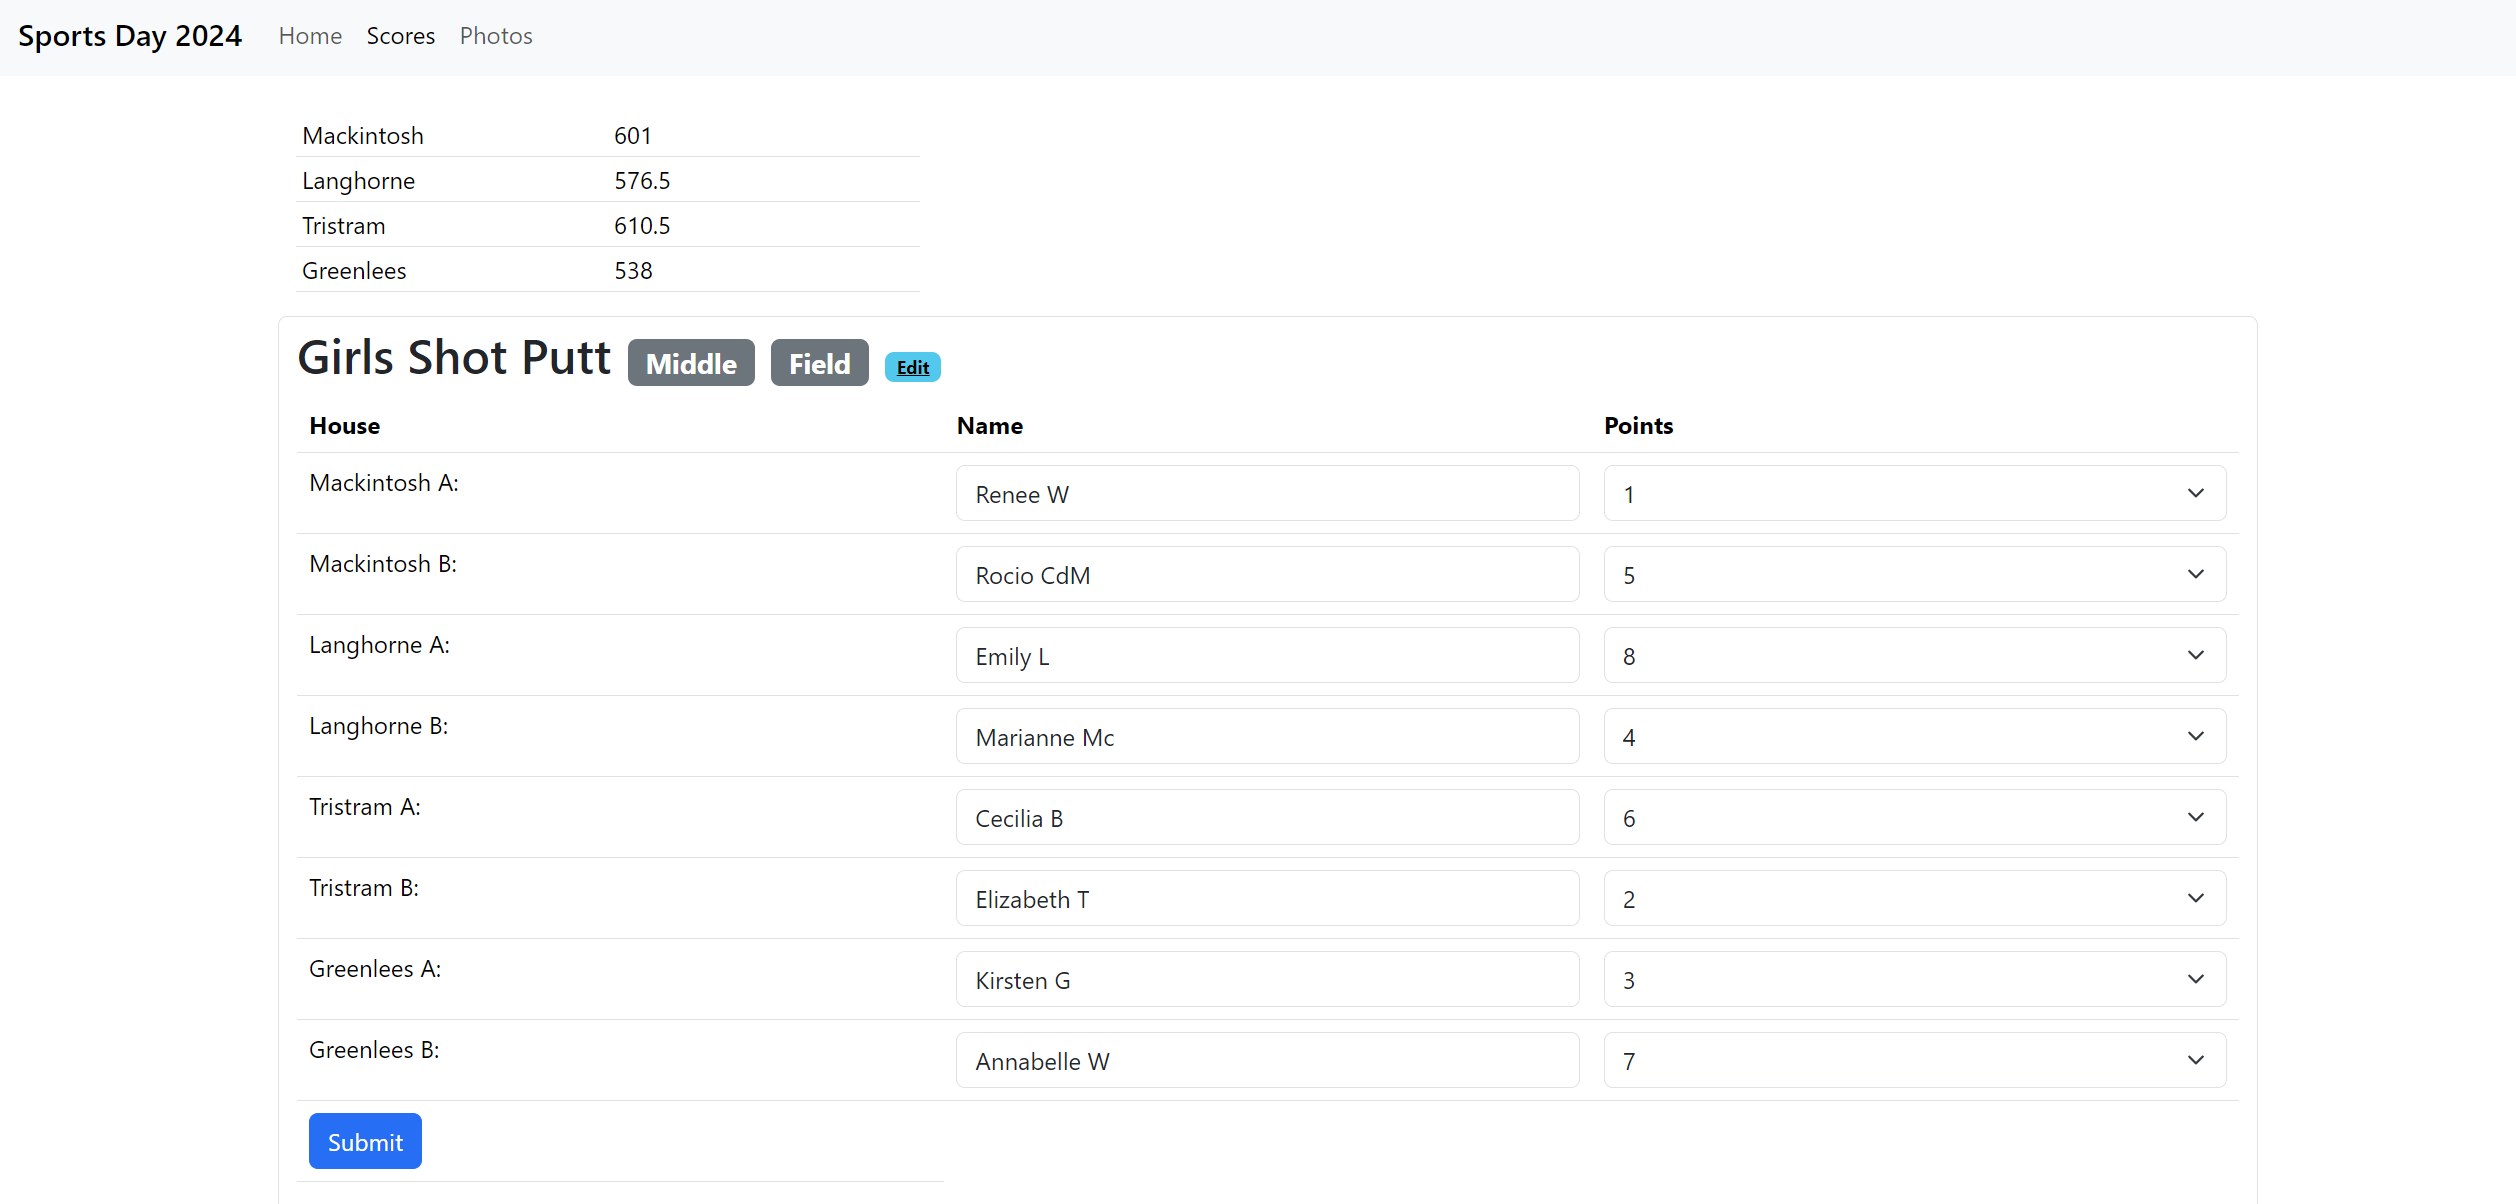 Sports Day 2024 Home Scores Photos
Mackintosh 601
Langhorne 576.5
Tristram 610.5
Greenlees 538
Girls Shot Putt Middle Field Edit
House Name Points
Mackintosh A: Renee W 1
Mackintosh B: Rocio CdM 5
Langhorne A: Emily L 8
Langhorne B: Marianne Mc 4
Tristram A: Cecilia B 6
Tristram B: Elizabeth T 2
Greenlees A: Kirsten G 3
Greenlees B: Annabelle W 7
Submit